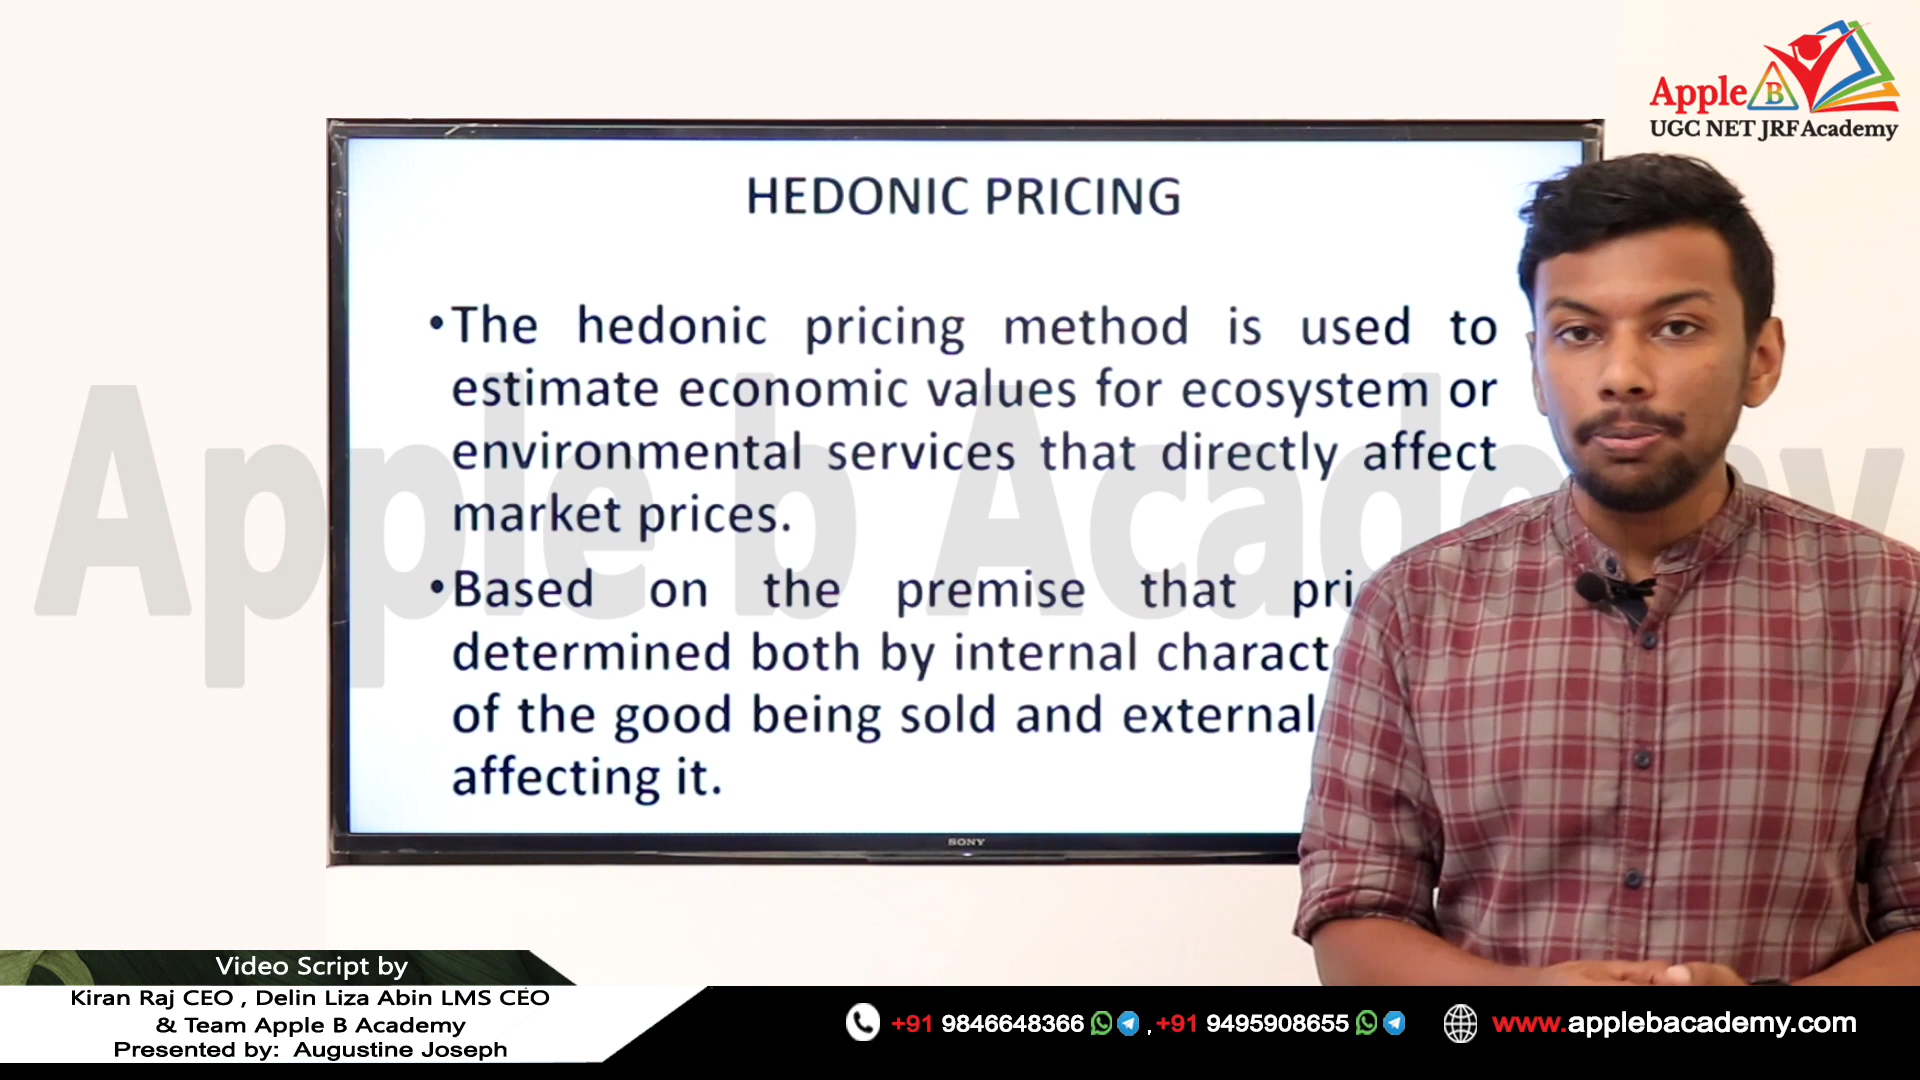 Apple B
UGC NET JRF Academy
HEDONIC PRICING
•The hedonic pricing method is used to
estimate economic values for ecosystem or
environmental services that directly affect
market prices.
•Based on the premise that
determined both by internal
of the good being sold and external
affecting it.
Apple b Academy
SONY
Video Script by
Kiran Raj CEO , Delin Liza Abin LMS CEO
& Team Apple B Academy
Presented by: Augustine Joseph
+91 9846648366 , +91 9495908655 www.applebacademy.com